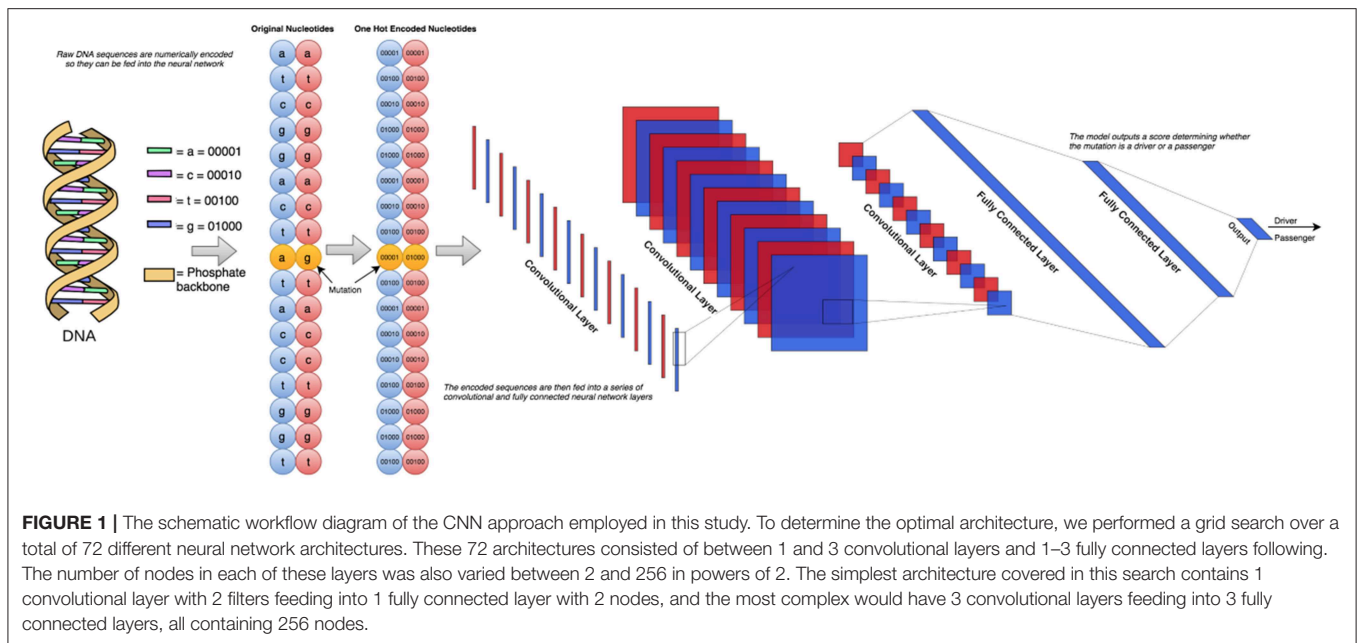 Original Nucleotides
One Hot Encoded Nucleotides
Raw DNA sequences are numerically encoded
so they can be fed into the neural network
= a = 00001
= c = 00010
= t = 00100
= g = 01000
= Phosphate
backbone
DNA
a a
t t
c c
g g
g g
a a
c c
t t
a g
t t
a a
c c
c c
t t
g g
g g
t t
Mutation
00001 00001
00100 00100
00010 00010
01000 01000
01000 01000
00001 00001
00010 00010
00100 00100
00001 01000
00100 00100
00001 00001
00010 00010
00010 00010
00100 00100
01000 01000
01000 01000
00100 00100
Convolutional Layer
The encoded sequences are then fed into a series of
convolutional and fully connected neural network
layers
Convolutional Layer
Convolutional Layer
Fully Connected Layer
Fully Connected Layer
The model outputs a score determining whether
the mutation is a driver or a passenger
Output
Driver
Passenger
FIGURE 1 | The schematic workflow diagram of the CNN approach employed in this study. To determine the optimal architecture, we performed a grid search over a
total of 72 different neural network architectures. These 72 architectures consisted of between 1 and 3 convolutional layers and 1–3 fully connected layers following.
The number of nodes in each of these layers was also varied between 2 and 256 in powers of 2. The simplest architecture covered in this search contains 1
convolutional layer with 2 filters feeding into 1 fully connected layer with 2 nodes, and the most complex would have 3 convolutional layers feeding into 3 fully
connected layers, all containing 256 nodes.